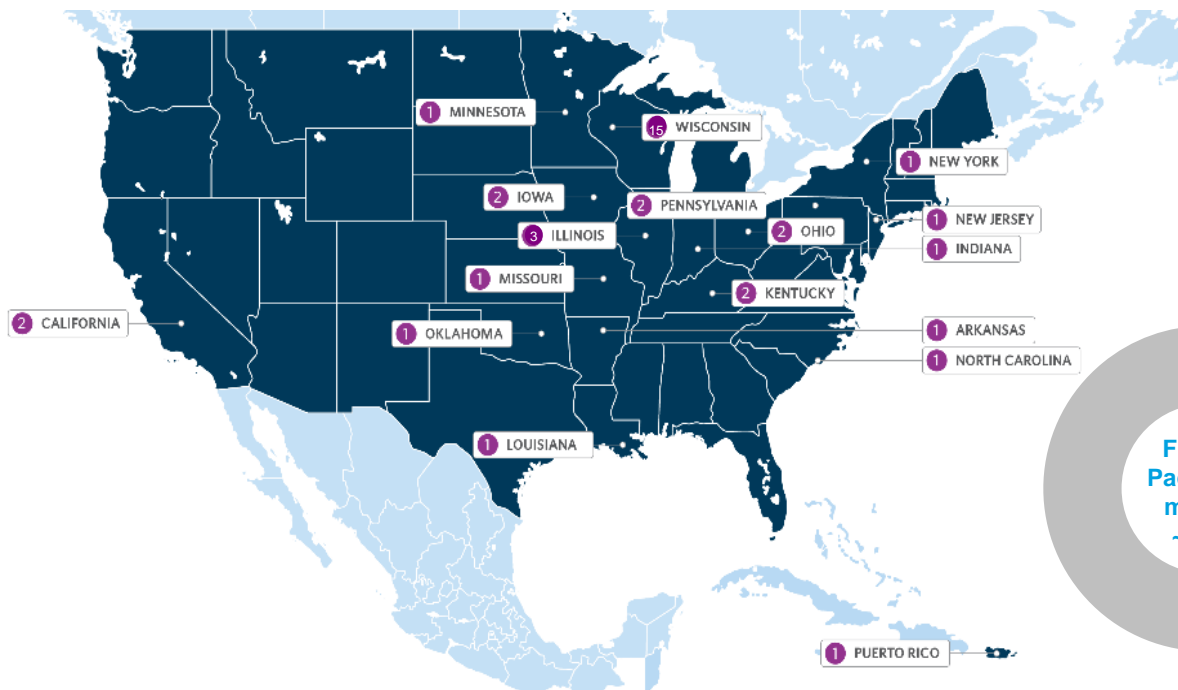 1 MINNESOTA
15 WISCONSIN
1 NEW YORK
2 IOWA
2 PENNSYLVANIA
1 NEW JERSEY
3 ILLINOIS
2 OHIO
1 INDIANA
1 MISSOURI
2 KENTUCKY
2 CALIFORNIA
1 OKLAHOMA
1 ARKANSAS
1 NORTH CAROLINA
1 LOUISIANA
1 PUERTO RICO